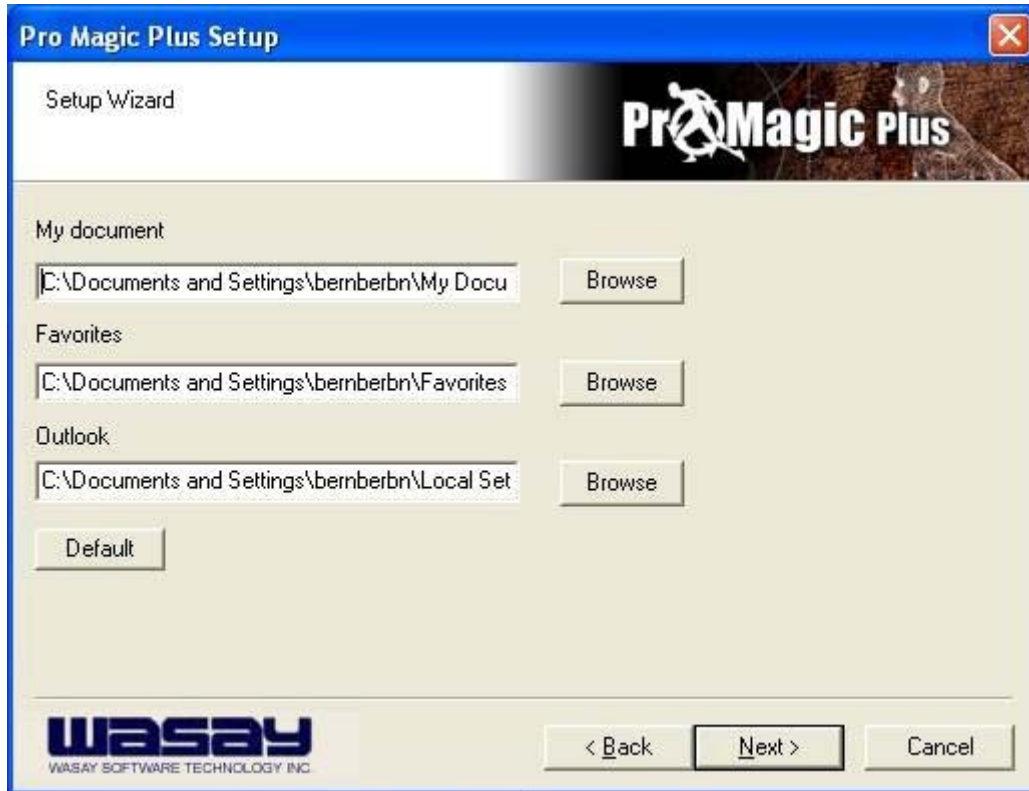 Pro Magic Plus Setup
Setup Wizard
Pro Magic Plus
My document
C:\Documents and Settings\bernberbn\My Docu
Browse
Favorites
C:\Documents and Settings\bernberbn\Favorites
Browse
Outlook
C:\Documents and Settings\bernberbn\Local Set
Browse
Default
wasay
WASAY SOFTWARE TECHNOLOGY INC.
< Back
Next >
Cancel